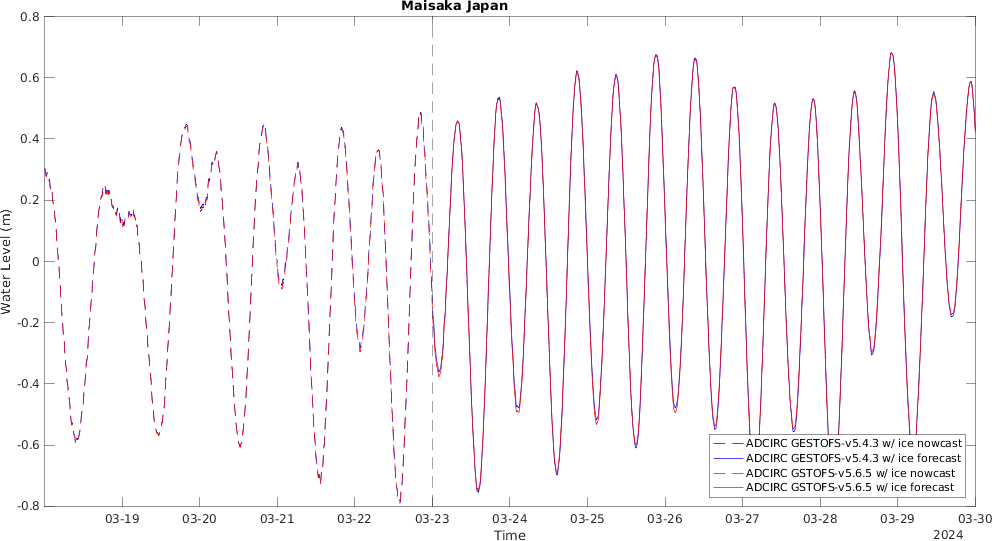 Maisaka Japan
0.8
0.6
0.4
0.2
0
-0.2
-0.4
-0.6
-0.8
Water Level (m)
ADCIRC GESTOFS-v5.4.3 w/ ice nowcast
ADCIRC GESTOFS-v5.4.3 w/ ice forecast
ADCIRC GSTOFS-v5.6.5 w/ ice nowcast
ADCIRC GSTOFS-v5.6.5 w/ ice forecast
03-19 03-20 03-21 03-22 03-23 03-24 03-25 03-26 03-27 03-28 03-29 03-30
Time
2024